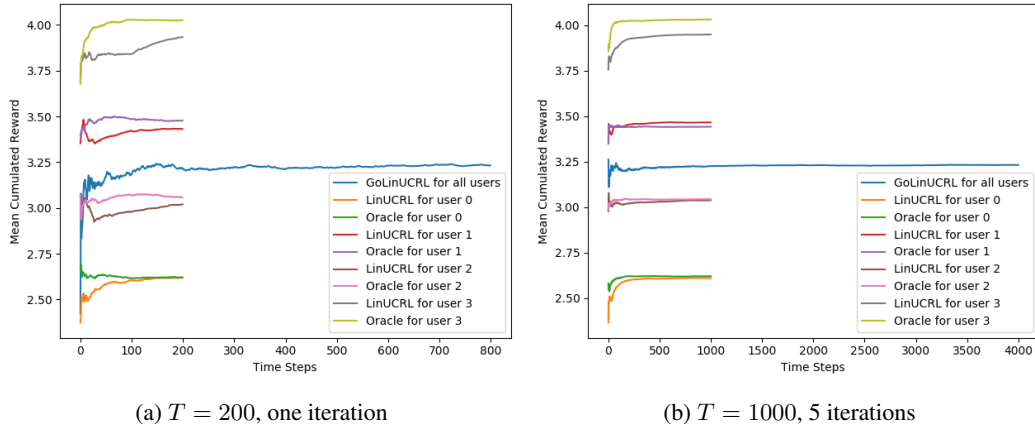 4.00
3.75
3.50
3.25
3.00
2.75
2.50
Mean Cumulated Reward
GoLinUCRL for all users
LinUCRL for user 0
Oracle for user 0
LinUCRL for user 1
Oracle for user 1
LinUCRL for user 2
Oracle for user 2
LinUCRL for user 3
Oracle for user 3
0 100 200 300 400 500 600 700 800
Time Steps
(a) T = 200, one iteration
4.00
3.75
3.50
3.25
3.00
2.75
2.50
Mean Cumulated Reward
GoLinUCRL for all users
LinUCRL for user 0
Oracle for user 0
LinUCRL for user 1
Oracle for user 1
LinUCRL for user 2
Oracle for user 2
LinUCRL for user 3
Oracle for user 3
0 500 1000 1500 2000 2500 3000 3500 4000
Time Steps
(b) T = 1000, 5 iterations